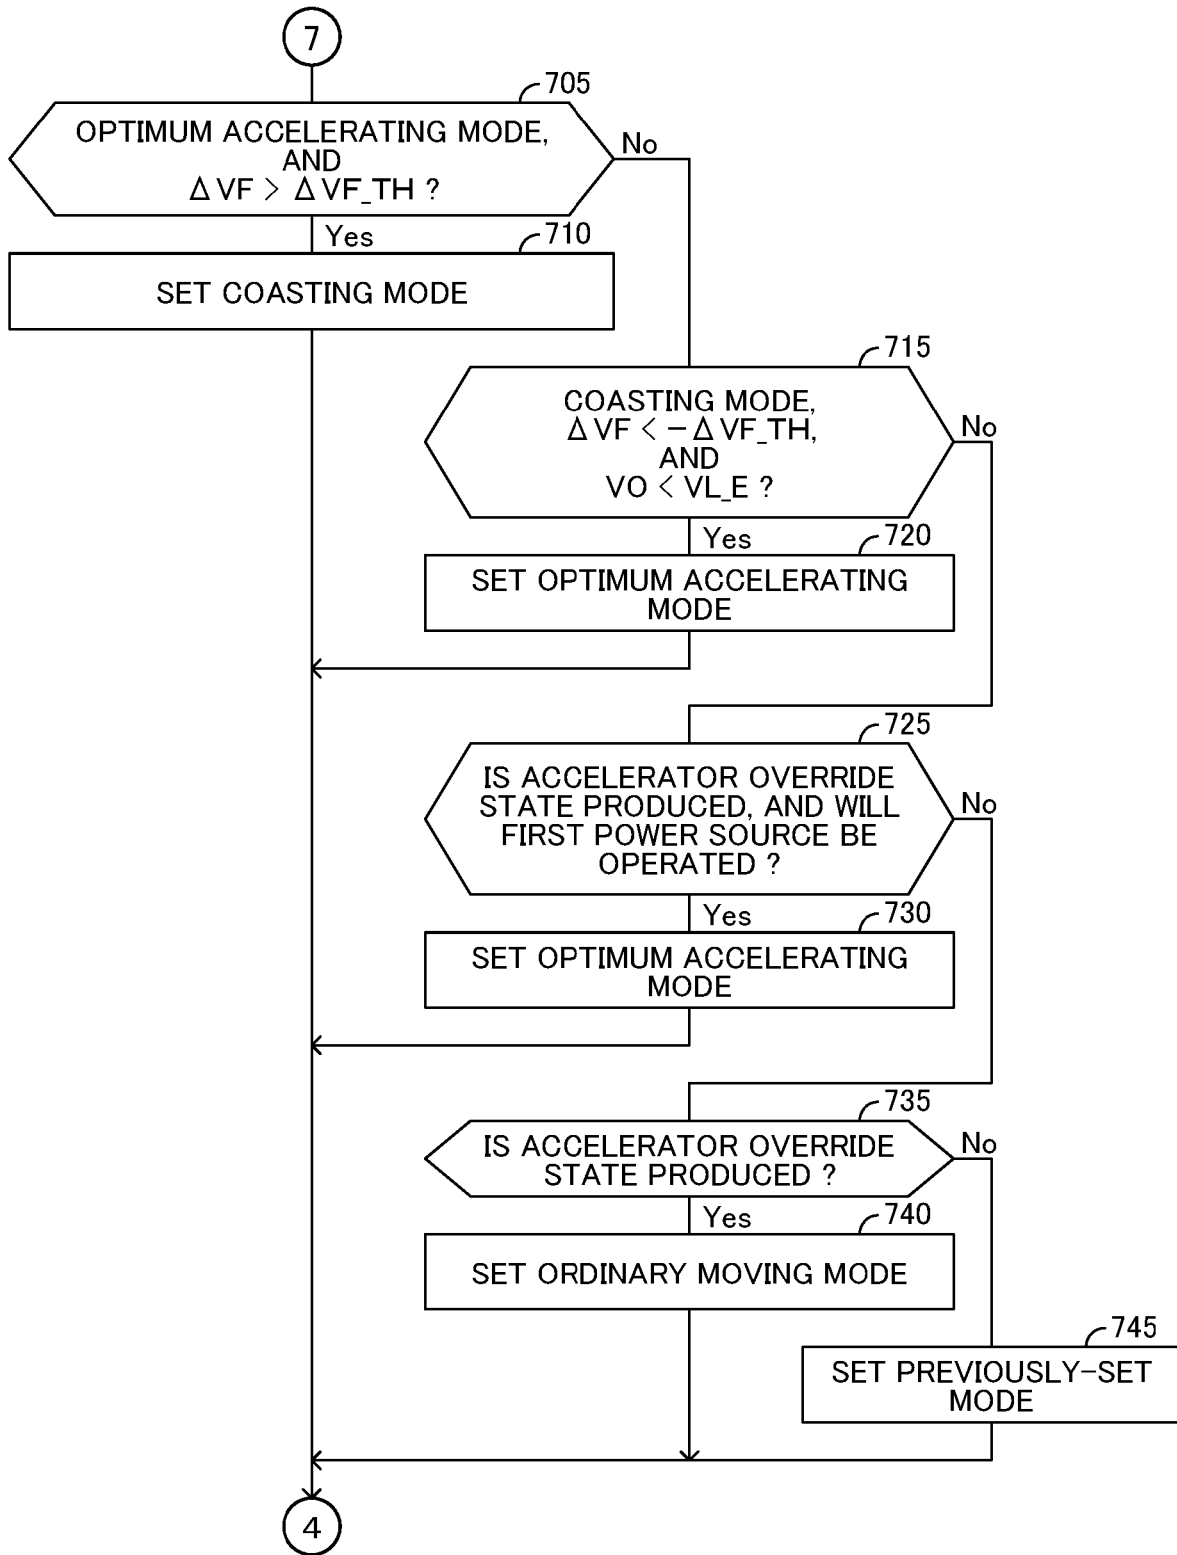 7
705
OPTIMUM ACCELERATING MODE,
AND
ΔVF > ΔVF_TH ?
No
Yes
710
SET COASTING MODE
715
COASTING MODE,
ΔVF < −ΔVF_TH,
AND
VO < VL_E ?
No
Yes
720
SET OPTIMUM ACCELERATING
MODE
725
IS ACCELERATOR OVERRIDE
STATE PRODUCED, AND WILL
FIRST POWER SOURCE BE
OPERATED ?
No
Yes
730
SET OPTIMUM ACCELERATING
MODE
735
IS ACCELERATOR OVERRIDE
STATE PRODUCED ?
No
Yes
740
SET ORDINARY MOVING MODE
745
SET PREVIOUSLY-SET
MODE
4